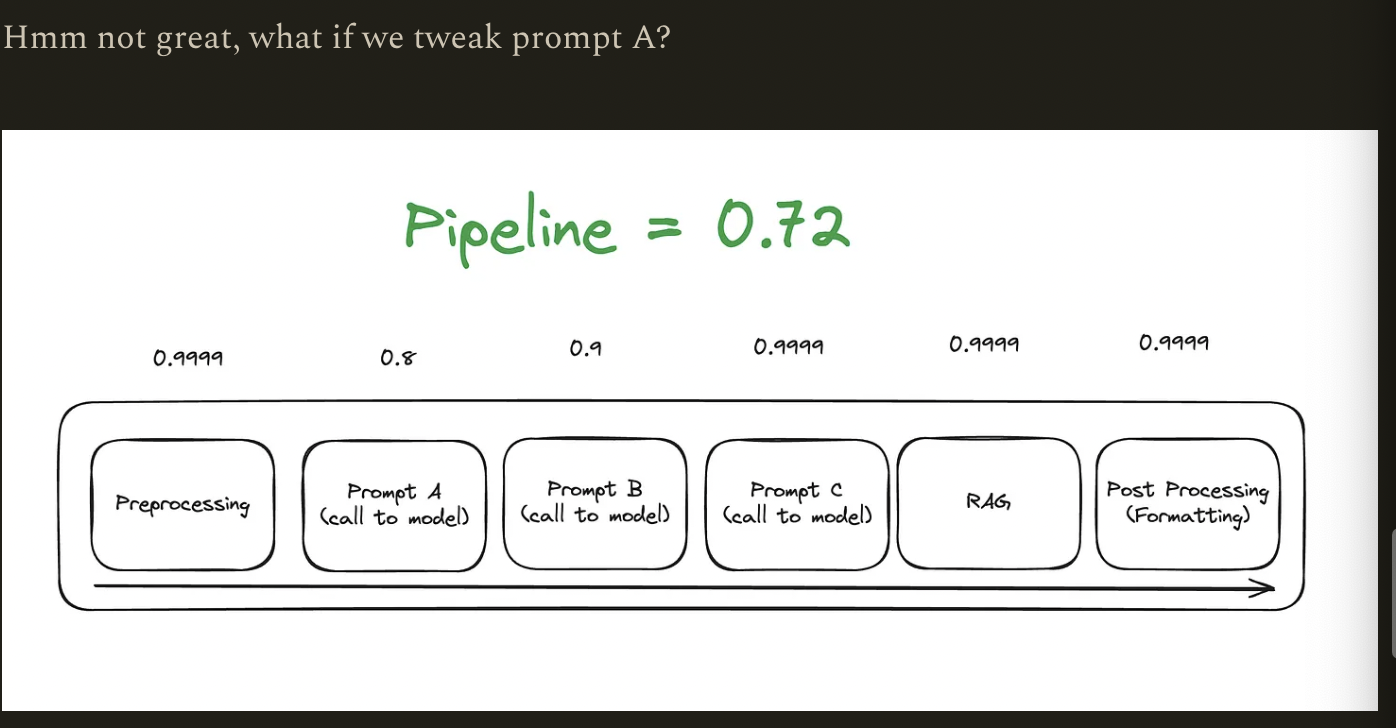 Hmm not great, what if we tweak prompt A?
Pipeline = 0.72
0.9999
0.8
0.9
0.9999
0.9999
0.9999
Preprocessing
Prompt A
(call to model)
Prompt B
(call to model)
Prompt C
(call to model)
RAG
Post Processing
(Formatting)